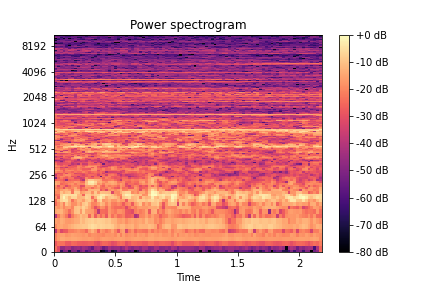 Power spectrogram
8192
4096
2048
1024
512
256
128
64
0
Hz
0
0.5
1
1.5
2
Time
+0 dB
-10 dB
-20 dB
-30 dB
-40 dB
-50 dB
-60 dB
-70 dB
-80 dB